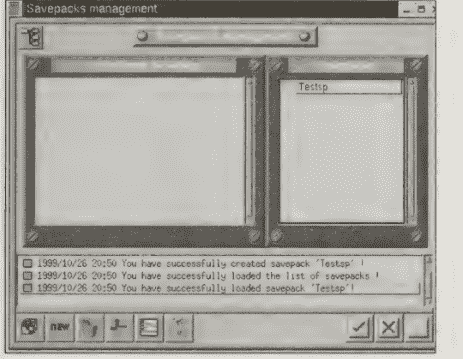 Savepacks management
Testsp
1999/10/26 20:50 You have successfully created savepack 'Testsp' !
1999/10/26 20:50 You have successfully loaded the list of savepacks !
1999/10/26 20:50 You have successfully loaded savepack 'Testsp'!
new